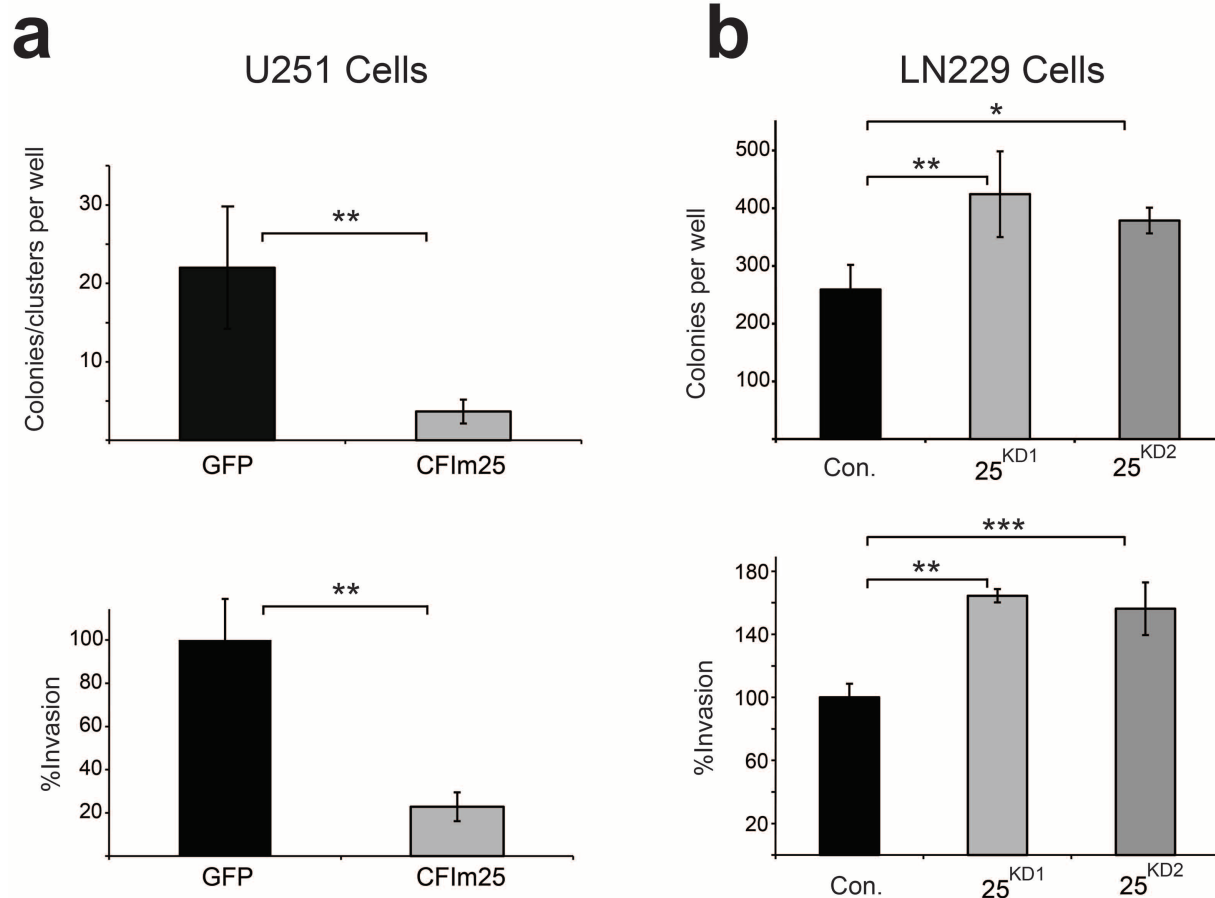 a
U251 Cells
Colonies/clusters per well
30
20
10
**
GFP CFIm25
%Invasion
100
80
60
40
20
**
GFP CFIm25
b
LN229 Cells
Colonies per well
500
400
300
200
100
*
**
Con. 25KD1 25KD2
%Invasion
180
140
100
60
20
***
**
Con. 25KD1 25KD2